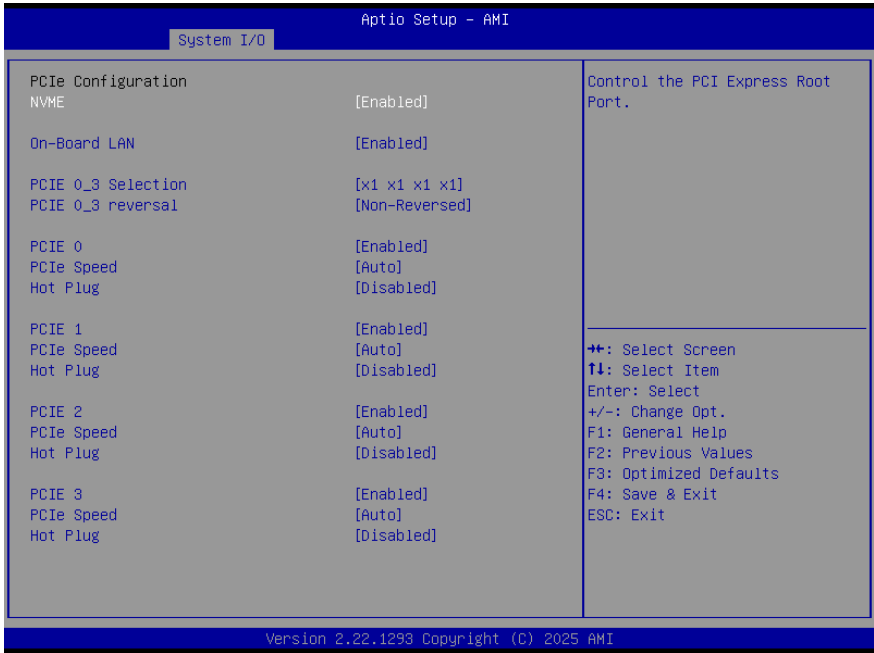 Aptio Setup - AMI
System I/O
PCIe Configuration
NVME [Enabled]
On-Board LAN [Enabled]
PCIE 0_3 Selection [x1 x1 x1 x1]
PCIE 0_3 reversal [Non-Reversed]
PCIE 0 [Enabled]
PCIe Speed [Auto]
Hot Plug [Disabled]
PCIE 1 [Enabled]
PCIe Speed [Auto]
Hot Plug [Disabled]
PCIE 2 [Enabled]
PCIe Speed [Auto]
Hot Plug [Disabled]
PCIE 3 [Enabled]
PCIe Speed [Auto]
Hot Plug [Disabled]
Control the PCI Express Root
Port.
→←: Select Screen
↑↓: Select Item
Enter: Select
+/-: Change Opt.
F1: General Help
F2: Previous Values
F3: Optimized Defaults
F4: Save & Exit
ESC: Exit
Version 2.22.1293 Copyright (C) 2025 AMI